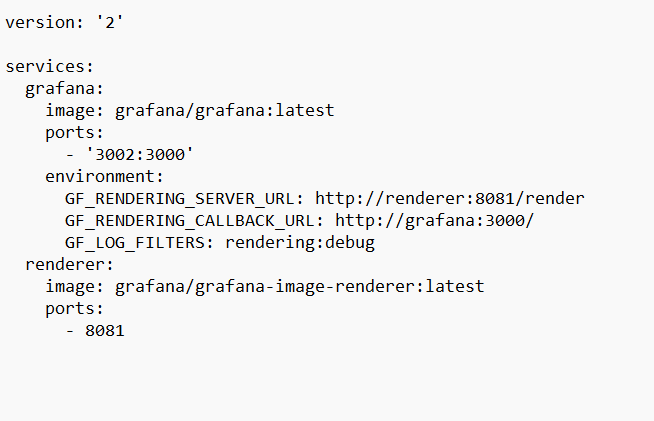 version: '2'

services:
  grafana:
    image: grafana/grafana:latest
    ports:
      - '3002:3000'
    environment:
      GF_RENDERING_SERVER_URL: http://renderer:8081/render
      GF_RENDERING_CALLBACK_URL: http://grafana:3000/
      GF_LOG_FILTERS: rendering:debug
  renderer:
    image: grafana/grafana-image-renderer:latest
    ports:
      - 8081